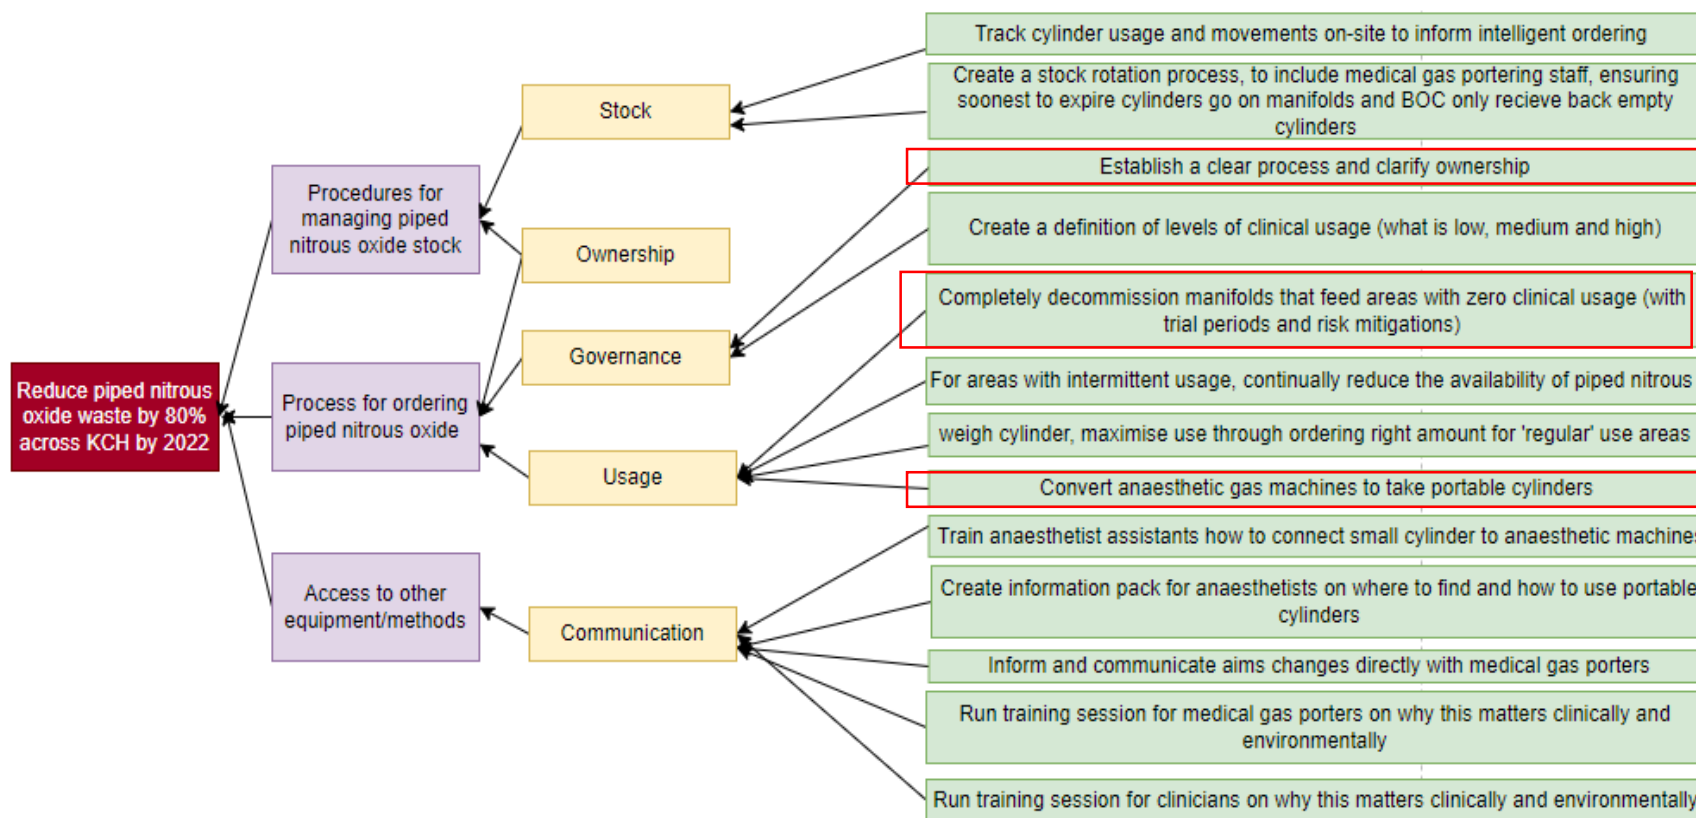 Reduce piped nitrous
oxide waste by 80%
across KCH by 2022
Procedures for
managing piped
nitrous oxide stock
Process for ordering
piped nitrous oxide
Access to other
equipment/methods
Stock
Ownership
Governance
Usage
Communication
Track cylinder usage and movements on-site to inform intelligent ordering
Create a stock rotation process, to include medical gas portering staff, ensuring
soonest to expire cylinders go on manifolds and BOC only recieve back empty
cylinders
Establish a clear process and clarify ownership
Create a definition of levels of clinical usage (what is low, medium and high)
Completely decommission manifolds that feed areas with zero clinical usage (with
trial periods and risk mitigations)
For areas with intermittent usage, continually reduce the availability of piped nitrous
weigh cylinder, maximise use through ordering right amount for 'regular' use areas
Convert anaesthetic gas machines to take portable cylinders
Train anaesthetist assistants how to connect small cylinder to anaesthetic machines
Create information pack for anaesthetists on where to find and how to use portable
cylinders
Inform and communicate aims changes directly with medical gas porters
Run training session for medical gas porters on why this matters clinically and
environmentally
Run training session for clinicians on why this matters clinically and environmentally